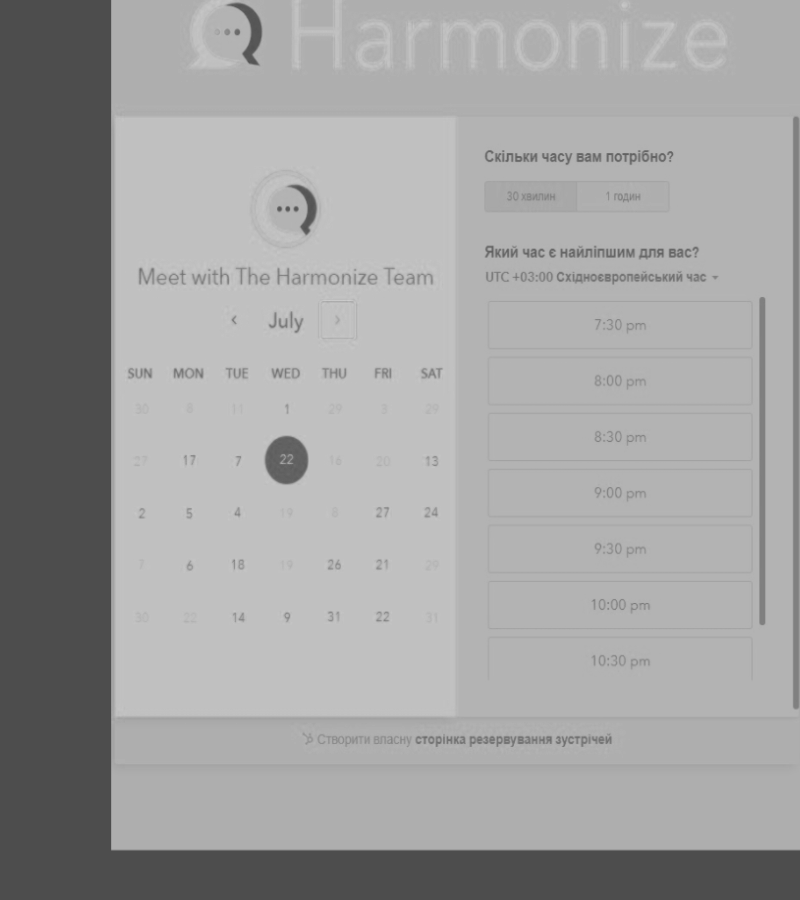 Harmonize
Meet with The Harmonize Team
July
SUN MON TUE WED THU FRI SAT
30 8 11 1 29 3 29
27 17 7 22 16 20 13
2 5 4 19 8 27 24
7 6 18 19 26 21 29
30 22 14 9 31 22 31
Скільки часу вам потрібно?
30 хвилин 1 годин
Який час є найліпшим для вас?
UTC +03:00 Східноєвропейський час
7:30 pm
8:00 pm
8:30 pm
9:00 pm
9:30 pm
10:00 pm
10:30 pm
Створити власну сторінка резервування зустрічей